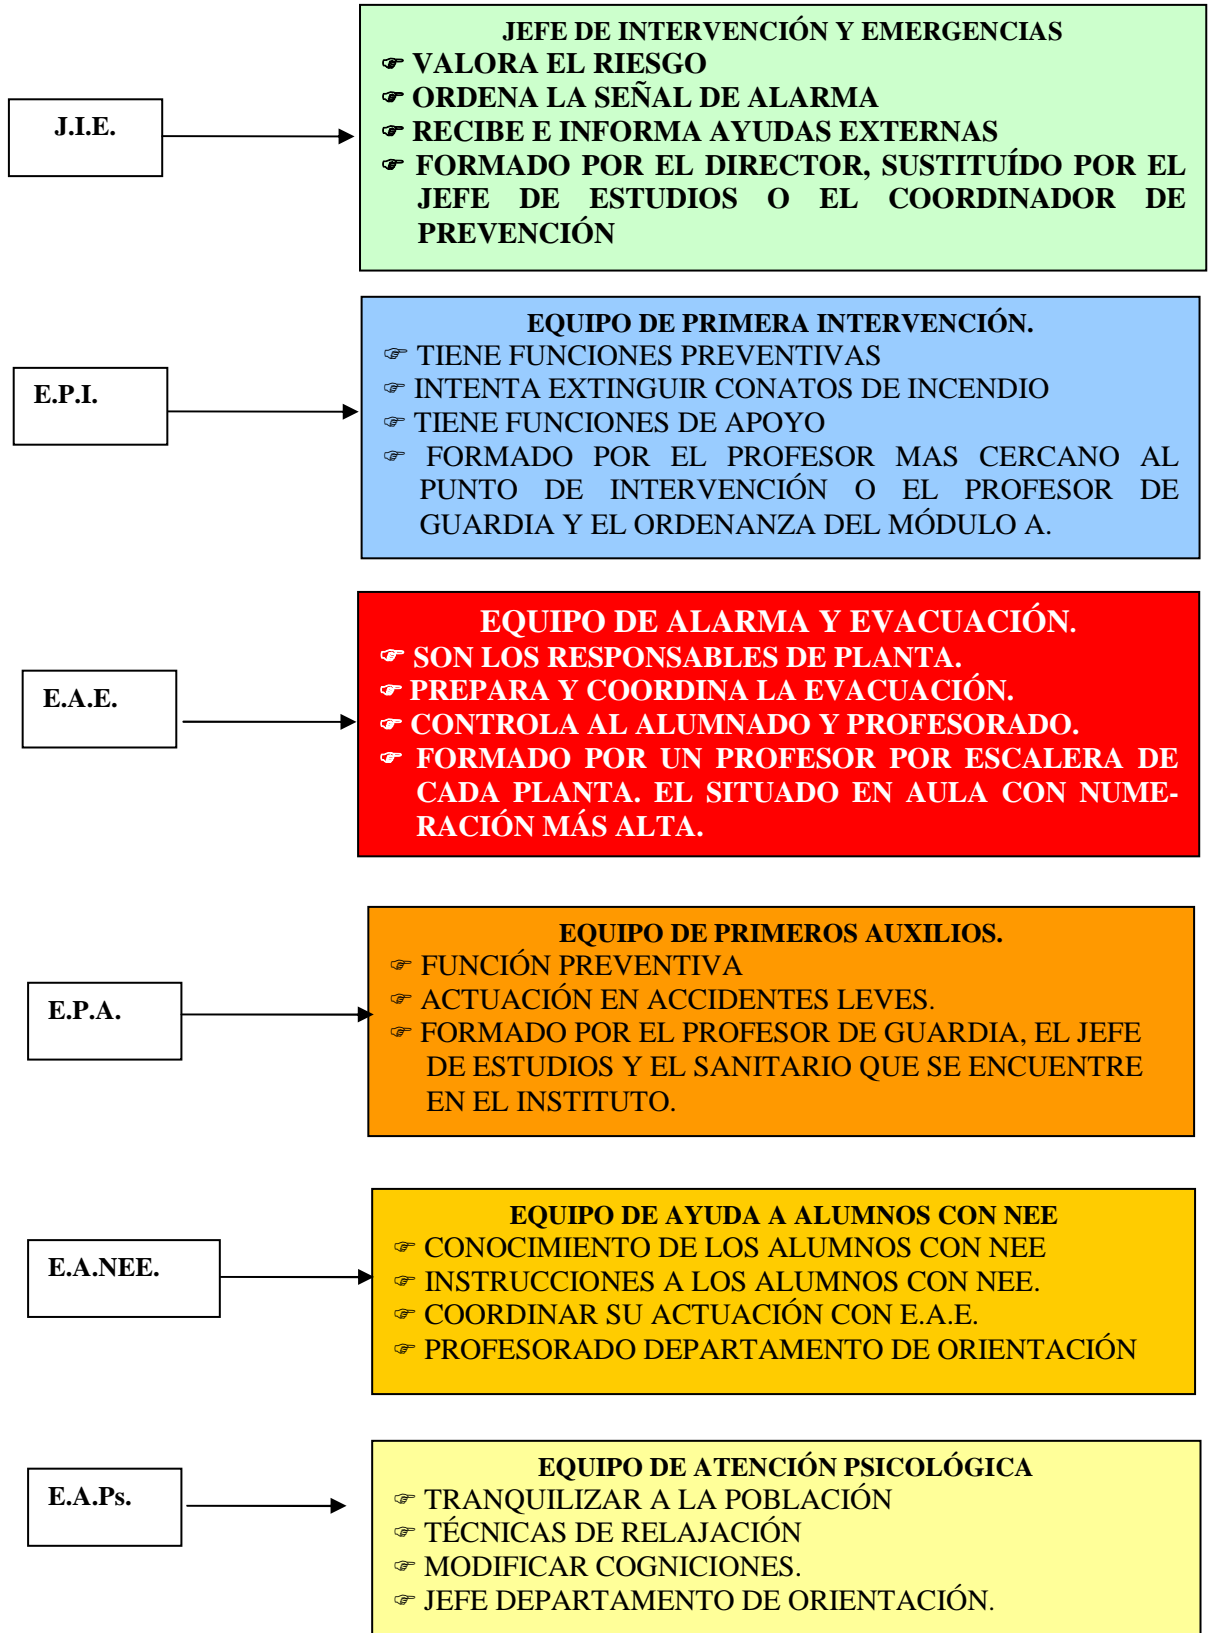 JEFE DE INTERVENCIÓN Y EMERGENCIAS
☞ VALORA EL RIESGO
☞ ORDENA LA SEÑAL DE ALARMA
J.I.E.
☞ RECIBE E INFORMA AYUDAS EXTERNAS
☞ FORMADO POR EL DIRECTOR, SUSTITUÍDO POR EL
JEFE DE ESTUDIOS O EL COORDINADOR DE
PREVENCIÓN
EQUIPO DE PRIMERA INTERVENCIÓN.
☞ TIENE FUNCIONES PREVENTIVAS
E.P.I.
☞ INTENTA EXTINGUIR CONATOS DE INCENDIO
☞ TIENE FUNCIONES DE APOYO
☞ FORMADO POR EL PROFESOR MAS CERCANO AL
PUNTO DE INTERVENCIÓN O EL PROFESOR DE
GUARDIA Y EL ORDENANZA DEL MÓDULO A.
EQUIPO DE ALARMA Y EVACUACIÓN.
☞ SON LOS RESPONSABLES DE PLANTA.
E.A.E.
☞ PREPARA Y COORDINA LA EVACUACIÓN.
☞ CONTROLA AL ALUMNADO Y PROFESORADO.
☞ FORMADO POR UN PROFESOR POR ESCALERA DE
CADA PLANTA. EL SITUADO EN AULA CON NUME-
RACIÓN MÁS ALTA.
EQUIPO DE PRIMEROS AUXILIOS.
☞ FUNCIÓN PREVENTIVA
E.P.A.
☞ ACTUACIÓN EN ACCIDENTES LEVES.
☞ FORMADO POR EL PROFESOR DE GUARDIA, EL JEFE
DE ESTUDIOS Y EL SANITARIO QUE SE ENCUENTRE
EN EL INSTITUTO.
EQUIPO DE AYUDA A ALUMNOS CON NEE
☞ CONOCIMIENTO DE LOS ALUMNOS CON NEE
E.A.NEE.
☞ INSTRUCCIONES A LOS ALUMNOS CON NEE.
☞ COORDINAR SU ACTUACIÓN CON E.A.E.
☞ PROFESORADO DEPARTAMENTO DE ORIENTACIÓN
EQUIPO DE ATENCIÓN PSICOLÓGICA
E.A.Ps.
☞ TRANQUILIZAR A LA POBLACIÓN
☞ TÉCNICAS DE RELAJACIÓN
☞ MODIFICAR COGNICIONES.
☞ JEFE DEPARTAMENTO DE ORIENTACIÓN.